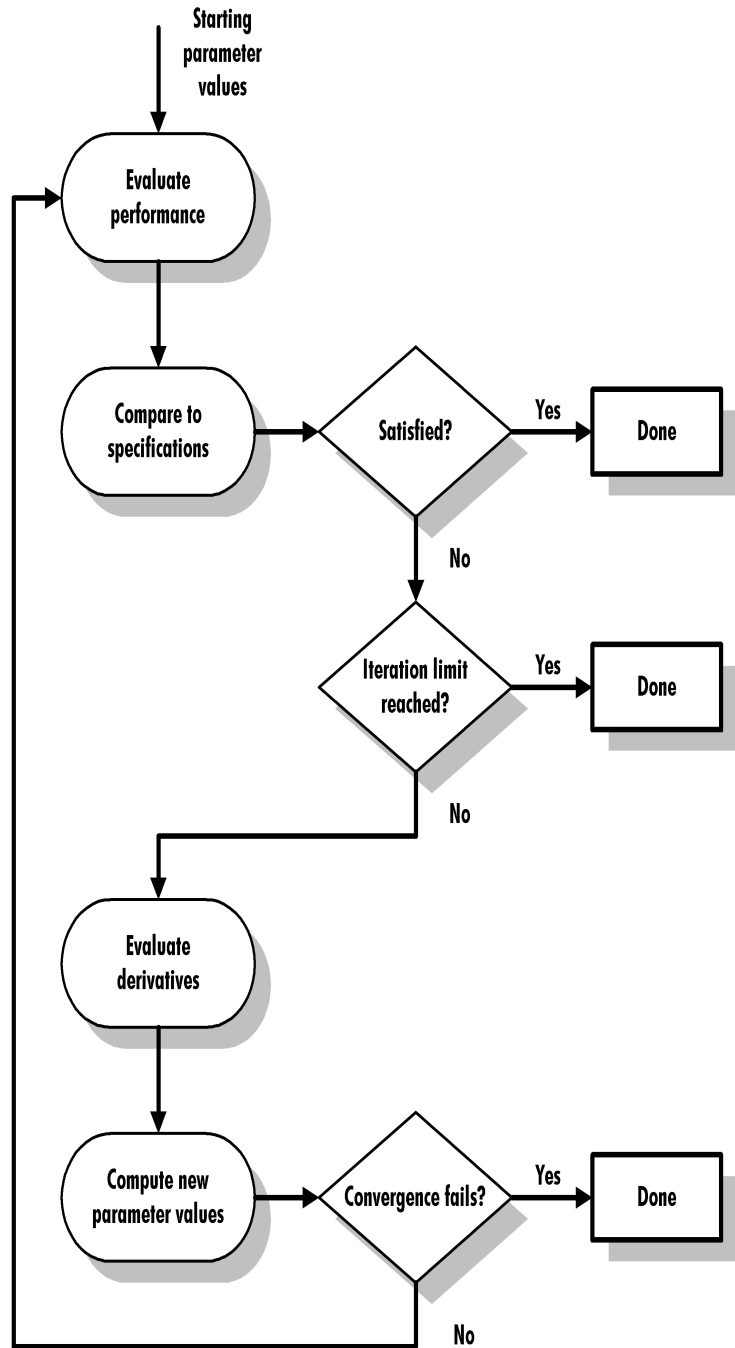 Starting
parameter
values
Evaluate
performance
Compare to
specifications
Satisfied?
Yes
Done
No
Iteration limit
reached?
Yes
Done
No
Evaluate
derivatives
Compute new
parameter values
Convergence fails?
Yes
Done
No